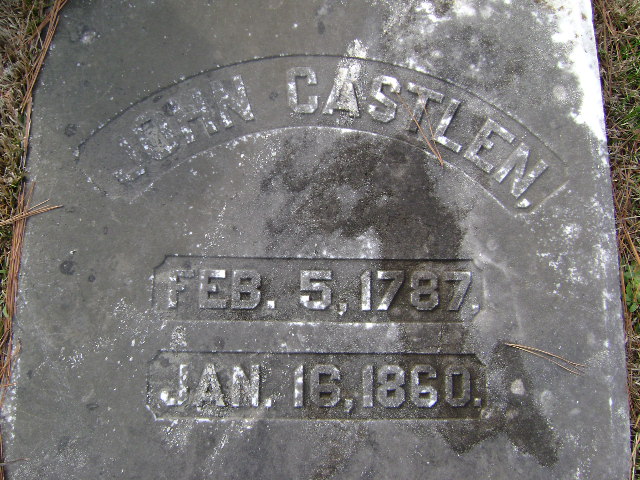 JOHN CASTLEN.
FEB. 5, 1787.
JAN. 16, 1860.